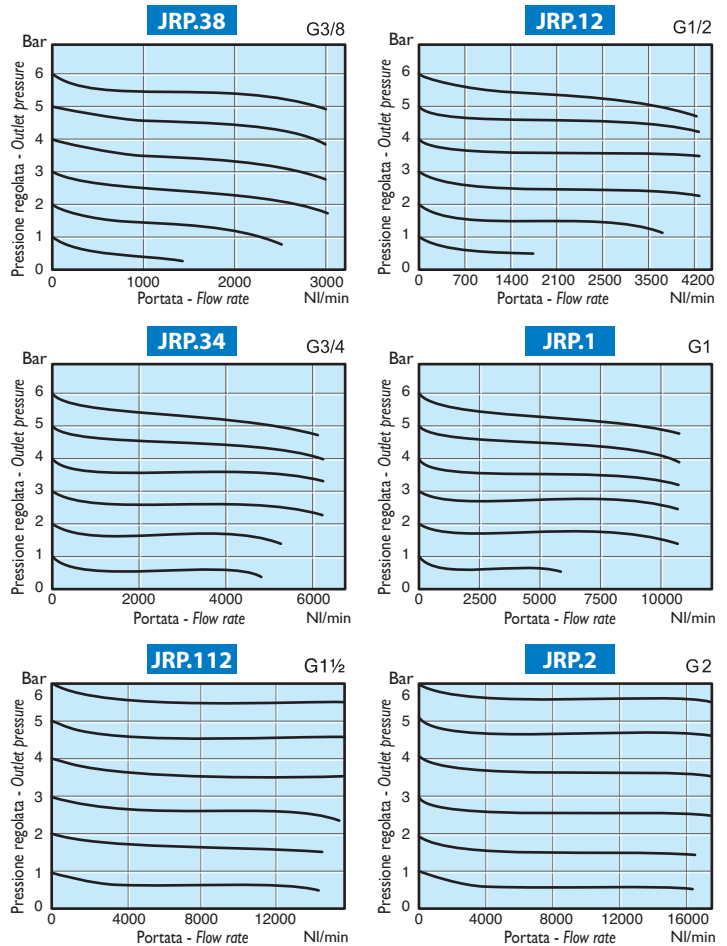 JRP.38
G3/8
Bar
6
5
4
3
2
1
0
Pressione regolata - Outlet pressure
1000 2000 3000
Portata - Flow rate Nl/min
JRP.12
G1/2
Bar
6
5
4
3
2
1
0
Pressione regolata - Outlet pressure
0 700 1400 2100 2500 3500 4200
Portata - Flow rate Nl/min
JRP.34
G3/4
Bar
6
5
4
3
2
1
0
Pressione regolata - Outlet pressure
0 2000 4000 6000
Portata - Flow rate Nl/min
JRP.1
G1
Bar
6
5
4
3
2
1
0
Pressione regolata - Outlet pressure
0 2500 5000 7500 10000
Portata - Flow rate Nl/min
JRP.112
G1½
Bar
6
5
4
3
2
1
0
Pressione regolata - Outlet pressure
0 4000 8000 12000
Portata - Flow rate Nl/min
JRP.2
G2
Bar
6
5
4
3
2
1
0
Pressione regolata - Outlet pressure
0 4000 8000 12000 16000
Portata - Flow rate Nl/min